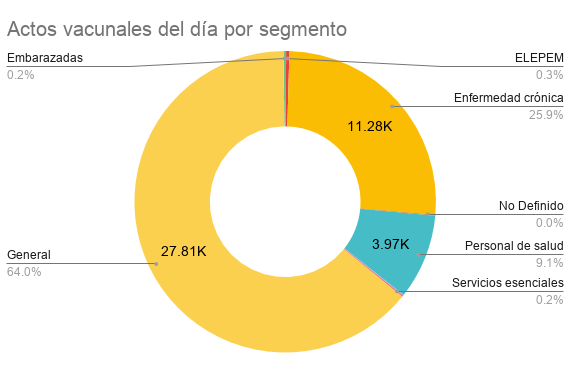 Actos vacunales del día por segmento
Embarazadas
0.2%
ELEPEM
0.3%
Enfermedad crónica
25.9%
11.28K
No Definido
0.0%
Personal de salud
9.1%
3.97K
Servicios esenciales
0.2%
General
64.0%
27.81K